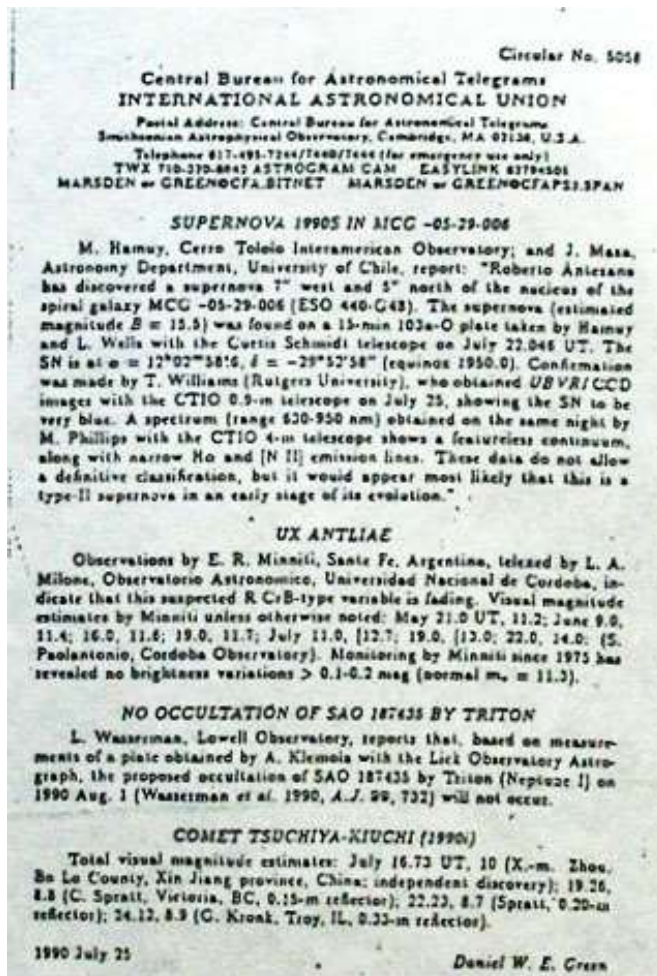 Circular No. 5058
Central Bureau for Astronomical Telegrams
INTERNATIONAL ASTRONOMICAL UNION
Postal Address: Central Bureau for Astronomical Telegrams
Smithsonian Astrophysical Observatory, Cambridge, MA 02138, U.S.A.
Telephone 617-495-7244/7440/7444 (for emergency use only)
TWX 710-320-6842 ASTROGRAM CAM EASYLINK 62794505
MARSDEN or GREEN@CFA.BITNET MARSDEN or GREEN@CFAPS2.SPAN
SUPERNOVA 1990S IN MCG -05-29-006
M. Hamuy, Cerro Tololo Interamerican Observatory; and J. Maza,
Astronomy Department, University of Chile, report: "Roberto Antezana
has discovered a supernova 7" west and 5" north of the nucleus of the
spiral galaxy MCG -05-29-006 (ESO 440-G48). The supernova (estimated
magnitude B = 15.5) was found on a 15-min 103a-O plate taken by Hamuy
and L. Wells with the Curtis Schmidt telescope on July 22.046 UT. The
SN is at α = 12ʰ02ᵐ58ˢ.6, δ = -29°52'58" (equinox 1950.0). Confirmation
was made by T. Williams (Rutgers University), who obtained UBVRI CCD
images with the CTIO 0.9-m telescope on July 25, showing the SN to be
very blue. A spectrum (range 630-950 nm) obtained on the same night by
M. Phillips with the CTIO 4-m telescope shows a featureless continuum,
along with narrow Hα and [N II] emission lines. These data do not allow
a definitive classification, but it would appear most likely that this is a
type-II supernova in an early stage of its evolution."
UX ANTLIAE
Observations by E. R. Minniti, Sante Fe, Argentina, telexed by L. A.
Milone, Observatorio Astronomico, Universidad Nacional de Cordoba, in-
dicate that this suspected R CrB-type variable is fading. Visual magnitude
estimates by Minniti unless otherwise noted: May 21.0 UT, 11.2; June 9.0,
11.4; 16.0, 11.6; 19.0, 11.7; July 11.0, [12.7; 19.0, [13.0; 22.0, 14.0: (S.
Paolantonio, Cordoba Observatory). Monitoring by Minniti since 1975 has
revealed no brightness variations > 0.1-0.2 mag (normal mᵥ = 11.3).
NO OCCULTATION OF SAO 187435 BY TRITON
L. Wasserman, Lowell Observatory, reports that, based on measure-
ments of a plate obtained by A. Klemola with the Lick Observatory Astro-
graph, the proposed occultation of SAO 187435 by Triton (Neptune I) on
1990 Aug. 1 (Wasserman et al. 1990, A.J. 99, 732) will not occur.
COMET TSUCHIYA-KIUCHI (1990i)
Total visual magnitude estimates: July 16.73 UT, 10 (X.-m. Zhou,
Bo Lo County, Xin Jiang province, China; independent discovery); 19.26,
8.8 (C. Spratt, Victoria, BC, 0.15-m reflector); 22.23, 8.7 (Spratt, 0.20-m
reflector); 24.12, 8.9 (G. Kronk, Troy, IL, 0.33-m reflector).
1990 July 25
Daniel W. E. Green